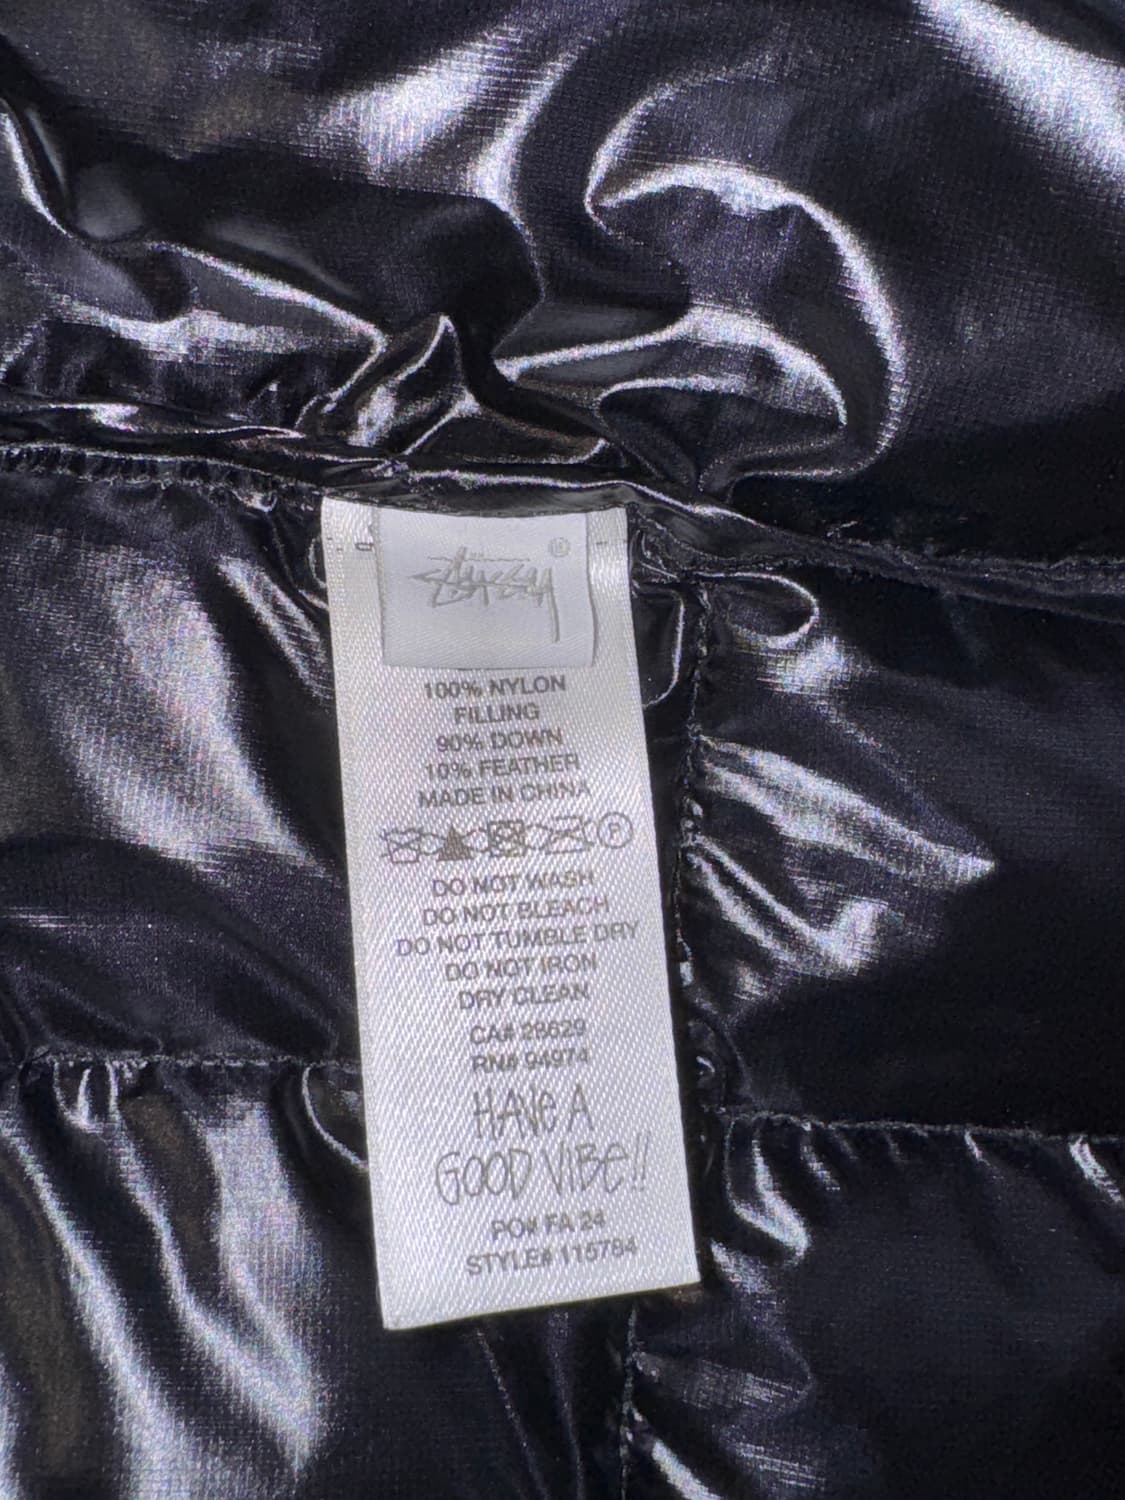 Stüssy ®
100% NYLON
FILLING
90% DOWN
10% FEATHER
MADE IN CHINA
P
DO NOT WASH
DO NOT BLEACH
DO NOT TUMBLE DRY
DO NOT IRON
DRY CLEAN
CA# 28629
RN# 94974
HAVe A
GOOD VIBe!!
PO# FA 24
STYLE# 115784